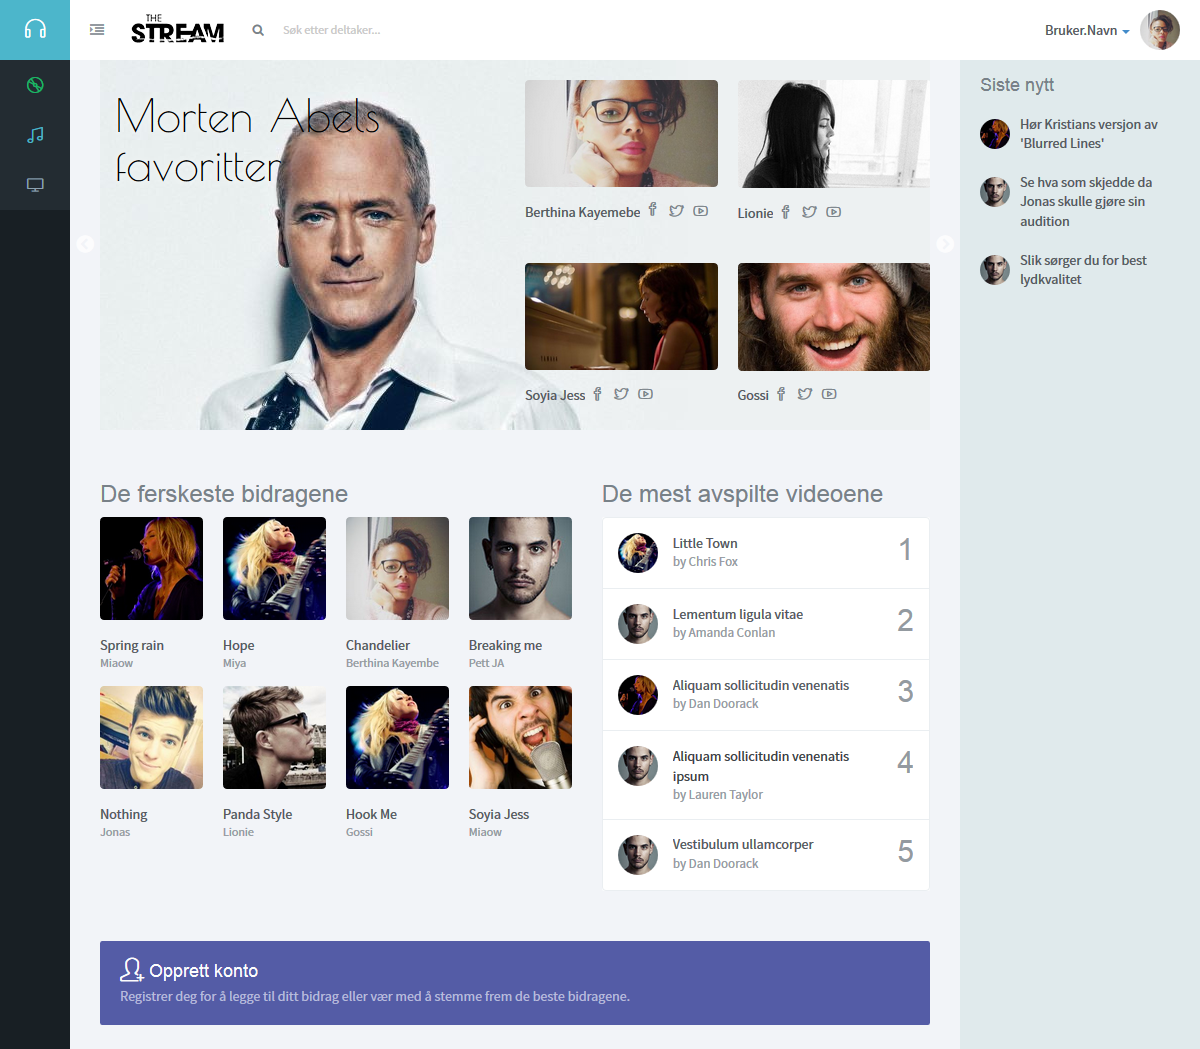 THE
STREAM
Søk etter deltaker...
Bruker.Navn
Morten Abels
favoritter
Berthina Kayemebe
Lionie
YAMAHA
Soyia Jess
Gossi
Siste nytt
Hør Kristians versjon av
'Blurred Lines'
Se hva som skjedde da
Jonas skulle gjøre sin
audition
Slik sørger du for best
lydkvalitet
De ferskeste bidragene
Spring rain
Miaow
Hope
Miya
Chandelier
Berthina Kayembe
Breaking me
Pett JA
Nothing
Jonas
Panda Style
Lionie
Hook Me
Gossi
Soyia Jess
Miaow
De mest avspilte videoene
Little Town
by Chris Fox
1
Lementum ligula vitae
by Amanda Conlan
2
Aliquam sollicitudin venenatis
by Dan Doorack
3
Aliquam sollicitudin venenatis
ipsum
by Lauren Taylor
4
Vestibulum ullamcorper
by Dan Doorack
5
Opprett konto
Registrer deg for å legge til ditt bidrag eller vær med å stemme frem de beste bidragene.